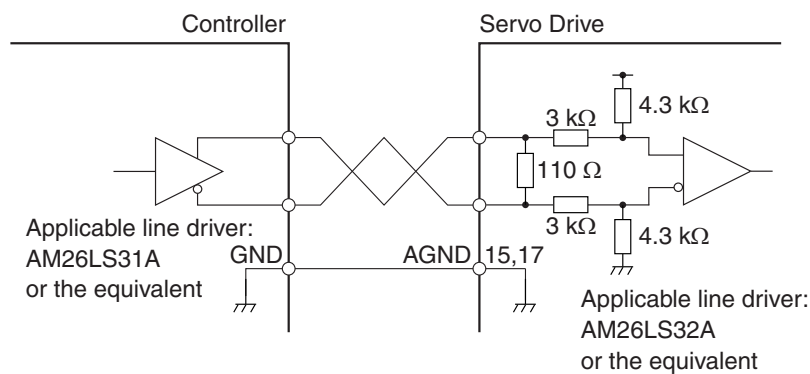 Controller
Servo Drive
4.3 kΩ
3 kΩ
110 Ω
3 kΩ
4.3 kΩ
Applicable line driver:
AM26LS31A
or the equivalent
GND
AGND
15,17
Applicable line driver:
AM26LS32A
or the equivalent